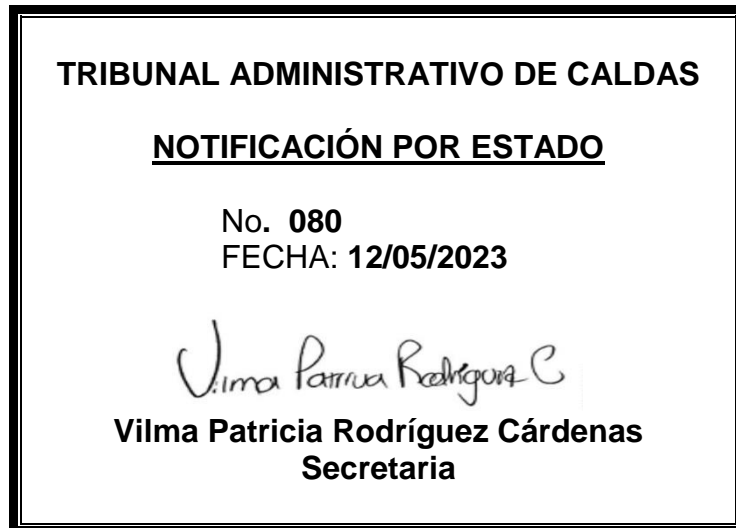 TRIBUNAL ADMINISTRATIVO DE CALDAS
NOTIFICACIÓN POR ESTADO
No. 080
FECHA: 12/05/2023
Vilma Patricia Rodríguez C
Vilma Patricia Rodríguez Cárdenas
Secretaria